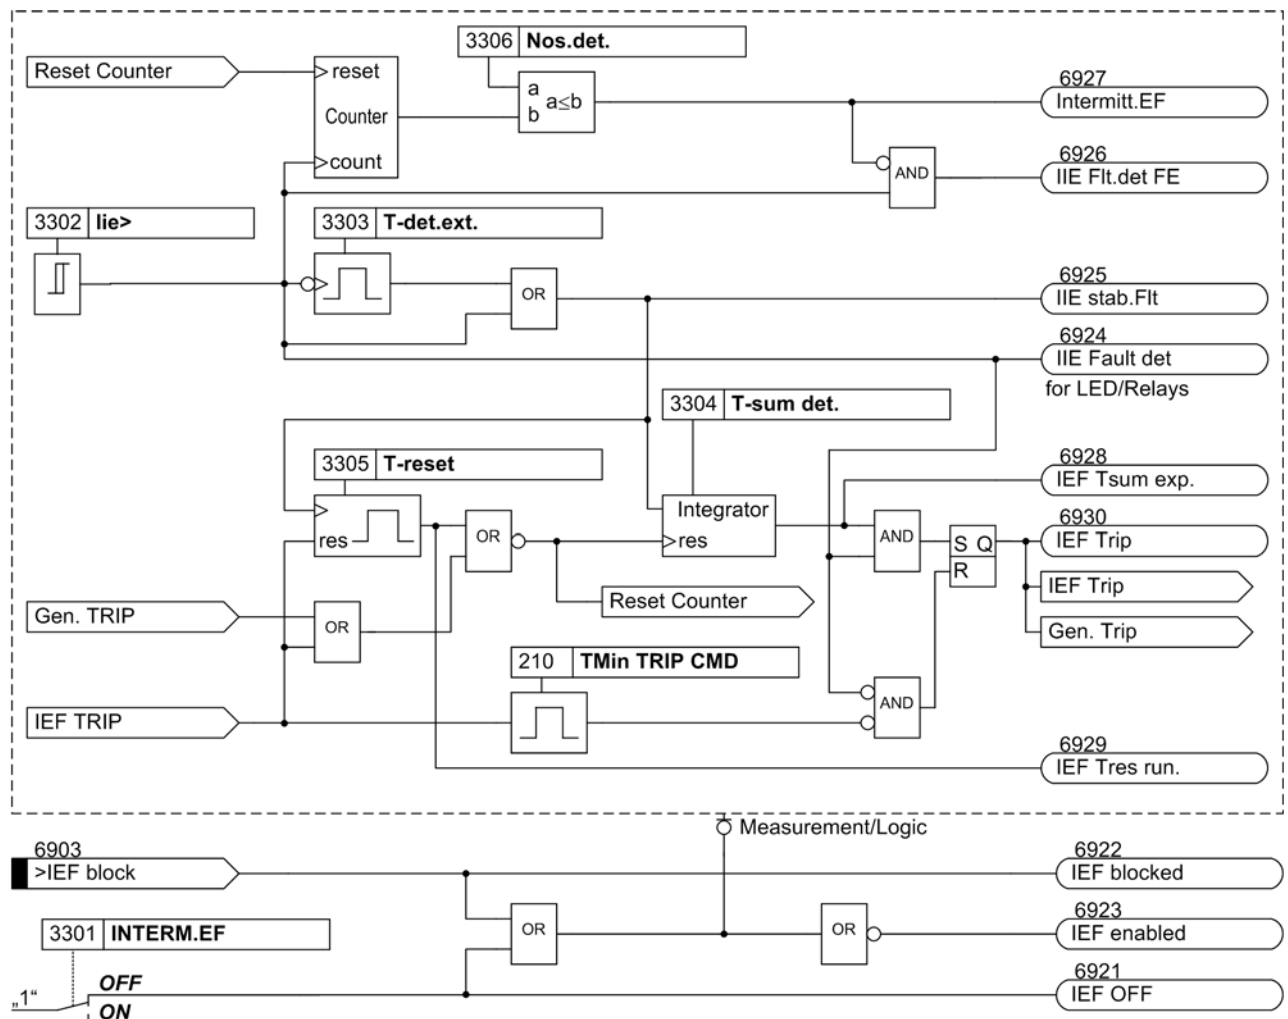 3306 Nos.det.
Reset Counter
reset
Counter
count
a
b
a≤b
6927
Intermitt.EF
6926
IIE Flt.det FE
AND
3302 Iie>
3303 T-det.ext.
OR
6925
IIE stab.Flt
6924
IIE Fault det
for LED/Relays
3304 T-sum det.
3305 T-reset
res
OR
Integrator
res
AND
S Q
R
6928
IEF Tsum exp.
6930
IEF Trip
IEF Trip
Gen. Trip
Reset Counter
Gen. TRIP
OR
210 TMin TRIP CMD
IEF TRIP
AND
6929
IEF Tres run.
Measurement/Logic
6903
>IEF block
6922
IEF blocked
3301 INTERM.EF
OR
OR
6923
IEF enabled
„1“
OFF
ON
6921
IEF OFF